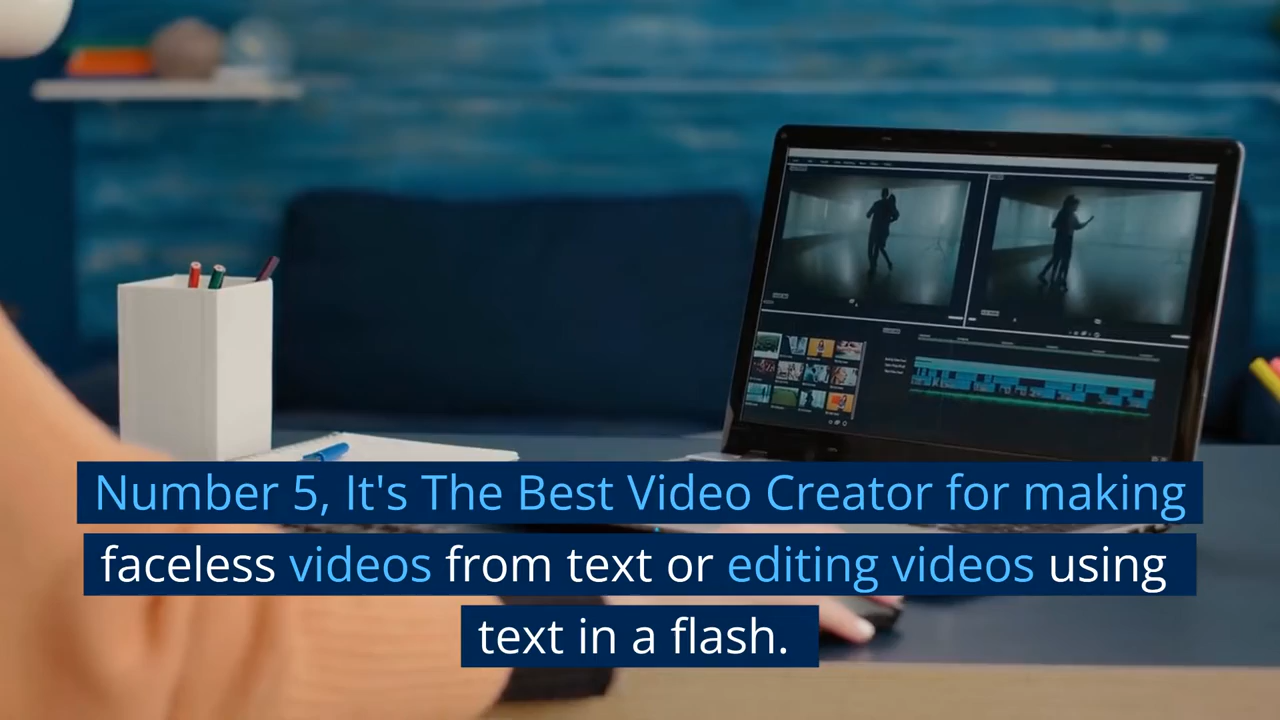 Number 5, It's The Best Video Creator for making
faceless videos from text or editing videos using
text in a flash.